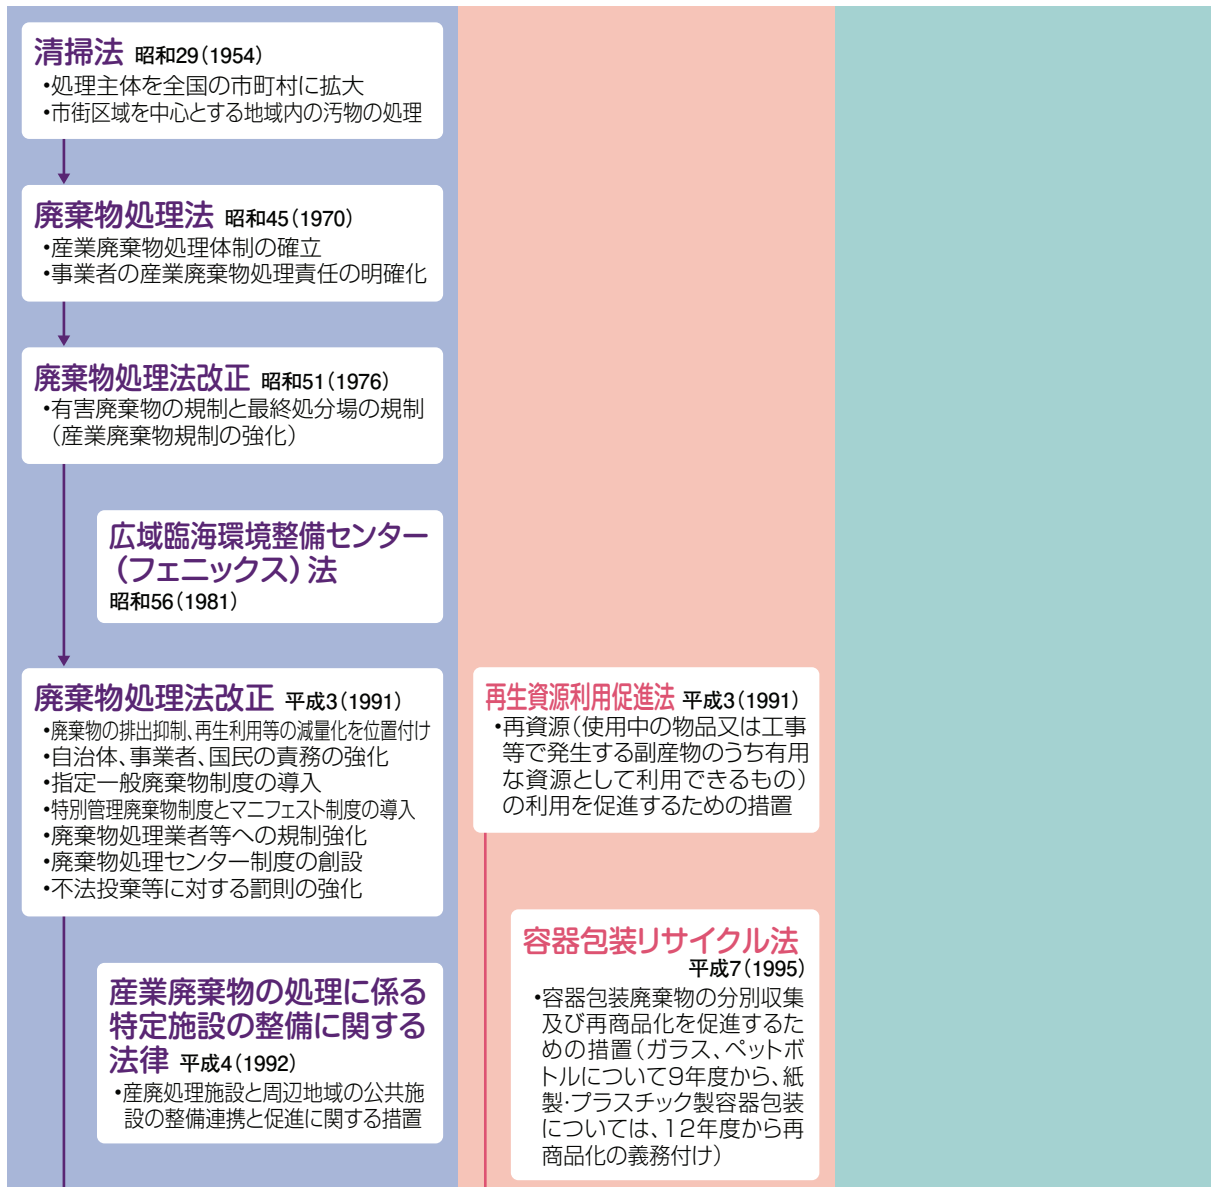 清掃法 昭和29(1954)
・処理主体を全国の市町村に拡大
・市街区域を中心とする地域内の汚物の処理
廃棄物処理法 昭和45(1970)
・産業廃棄物処理体制の確立
・事業者の産業廃棄物処理責任の明確化
廃棄物処理法改正 昭和51(1976)
・有害廃棄物の規制と最終処分場の規制
(産業廃棄物規制の強化)
広域臨海環境整備センター
(フェニックス)法
昭和56(1981)
廃棄物処理法改正 平成3(1991)
・廃棄物の排出抑制、再生利用等の減量化を位置付け
・自治体、事業者、国民の責務の強化
・指定一般廃棄物制度の導入
・特別管理廃棄物制度とマニフェスト制度の導入
・廃棄物処理業者等への規制強化
・廃棄物処理センター制度の創設
・不法投棄等に対する罰則の強化
産業廃棄物の処理に係る
特定施設の整備に関する
法律 平成4(1992)
・産廃処理施設と周辺地域の公共施
設の整備連携と促進に関する措置
再生資源利用促進法 平成3(1991)
・再資源(使用中の物品又は工事
等で発生する副産物のうち有用
な資源として利用できるもの)
の利用を促進するための措置
容器包装リサイクル法
平成7(1995)
・容器包装廃棄物の分別収集
及び再商品化を促進するた
めの措置(ガラス、ペットボ
トルについて9年度から、紙
製・プラスチック製容器包装
については、12年度から再
商品化の義務付け)